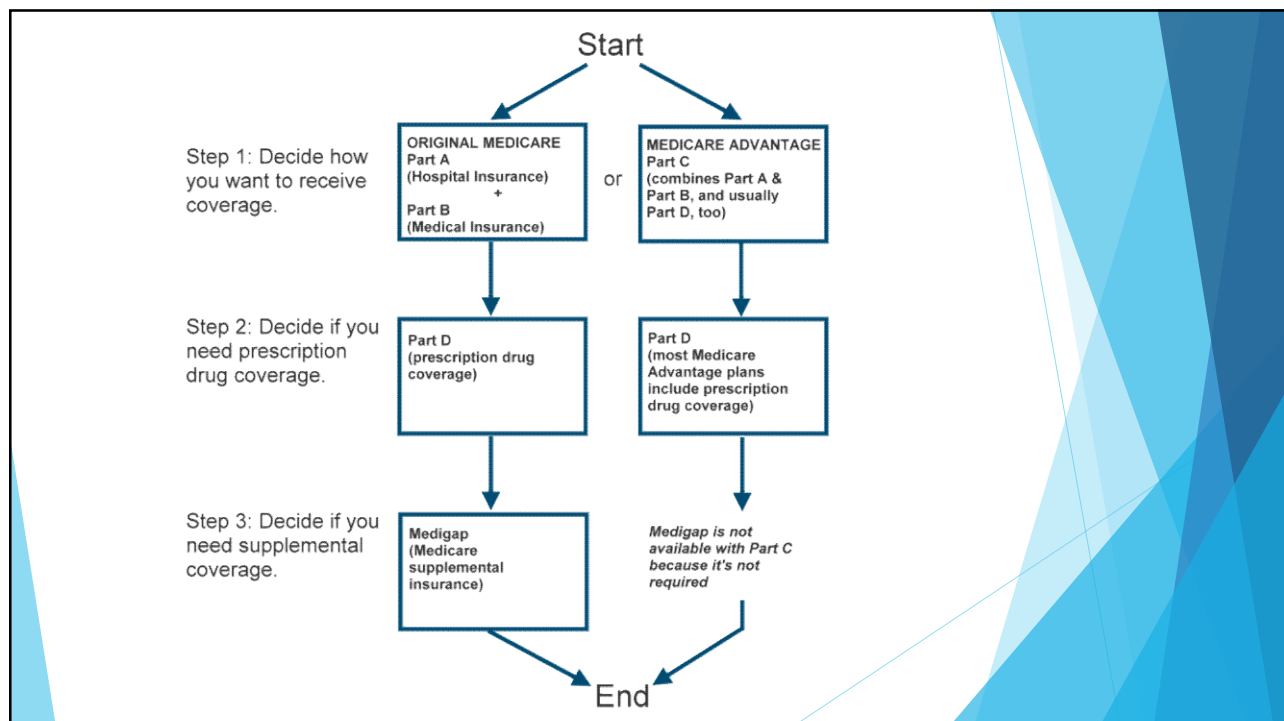 Start
Step 1: Decide how
you want to receive
coverage.
ORIGINAL MEDICARE
Part A
(Hospital Insurance)
+
Part B
(Medical Insurance)
or
MEDICARE ADVANTAGE
Part C
(combines Part A &
Part B, and usually
Part D, too)
Step 2: Decide if you
need prescription
drug coverage.
Part D
(prescription drug
coverage)
Part D
(most Medicare
Advantage plans
include prescription
drug coverage)
Step 3: Decide if you
need supplemental
coverage.
Medigap
(Medicare
supplemental
insurance)
Medigap is not
available with Part C
because it's not
required
End